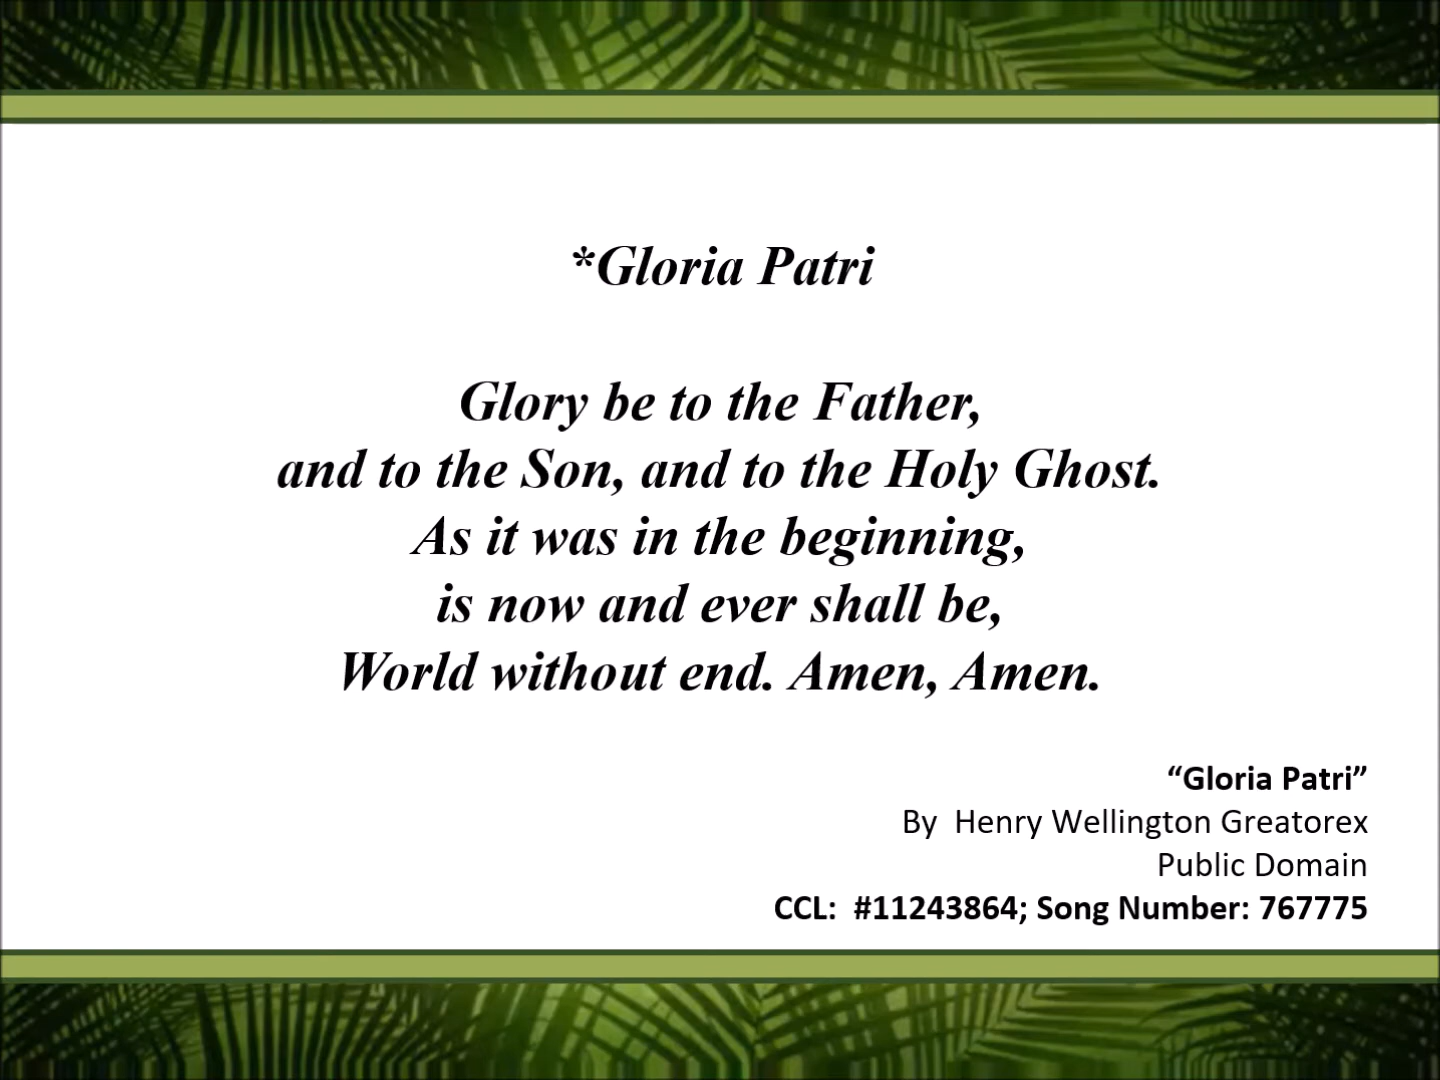 *Gloria Patri
Glory be to the Father,
and to the Son, and to the Holy Ghost.
As it was in the beginning,
is now and ever shall be,
World without end. Amen, Amen.
“Gloria Patri”
By  Henry Wellington Greatorex
Public Domain
CCL:  #11243864; Song Number: 767775